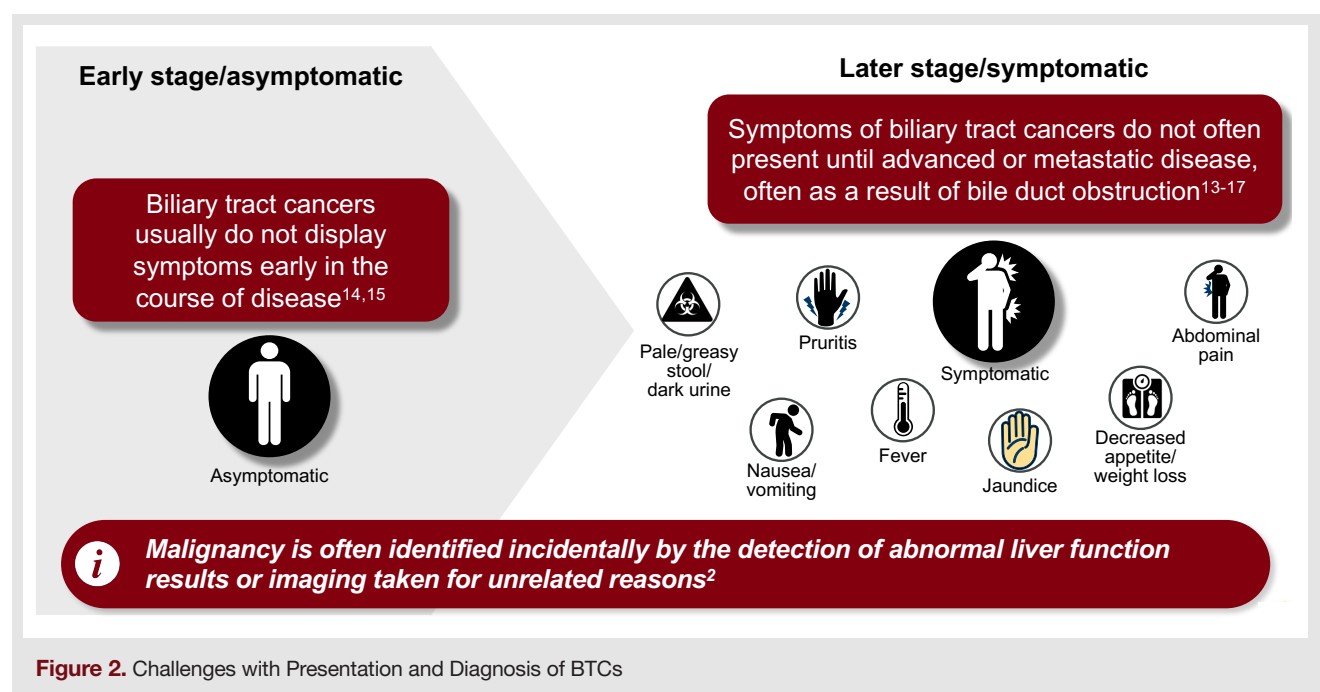 Early stage/asymptomatic
Biliary tract cancers
usually do not display
symptoms early in the
course of disease14,15
Asymptomatic
Later stage/symptomatic
Symptoms of biliary tract cancers do not often
present until advanced or metastatic disease,
often as a result of bile duct obstruction13-17
Pale/greasy
stool/
dark urine
Pruritis
Symptomatic
Abdominal
pain
Nausea/
vomiting
Fever
Jaundice
Decreased
appetite/
weight loss
i
Malignancy is often identified incidentally by the detection of abnormal liver function
results or imaging taken for unrelated reasons2
Figure 2. Challenges with Presentation and Diagnosis of BTCs